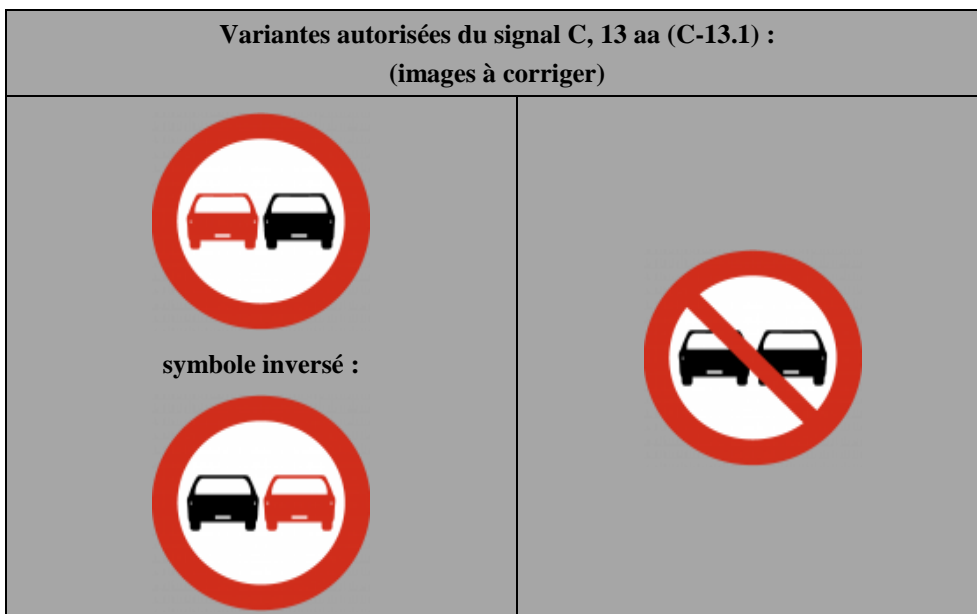 Variantes autorisées du signal C, 13 aa (C-13.1) :
(images à corriger)
symbole inversé :